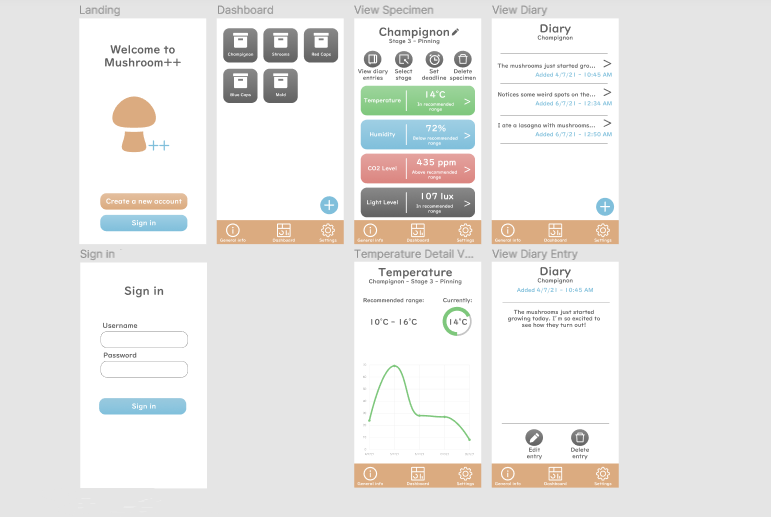 Landing
Welcome to
Mushroom++
++
Create a new account
Sign in
Dashboard
Champignon
Shrooms
Red Caps
Blue Caps
Moki
General info
Dashboard
Settings
View Specimen
Champignon
Stage 3 - Pinning
View diary
entries
Select
stage
Set
deadline
Delete
specimen
Temperature
14°C
In recommended
range
>
Humidity
72%
Below recommended
range
>
CO2 Level
435 ppm
Above recommended
range
>
Light Level
107 lux
In recommended
range
>
General info
Dashboard
Settings
View Diary
Diary
Champignon
The mushrooms just started gro... >
Added 4/7/21 - 10:45 AM
Notices some weird spots on the... >
Added 6/7/21 - 12:34 AM
I are a lasagna with mushrooms... >
Added 6/7/21 - 12:50 AM
General info
Dashboard
Settings
Sign in
Sign in
Username
Password
Sign in
Temperature Detail V...
Temperature
Champignon - Stage 3 - Pinning
Recommended range:
Currently:
10°C - 16°C
14°C
General info
Dashboard
Settings
View Diary Entry
Diary
Champignon
Added 4/7/21 - 10:45 AM
The mushrooms just started
growing today. I'm so excited to
see how they turn out!
Edit
entry
Delete
entry
General info
Dashboard
Settings